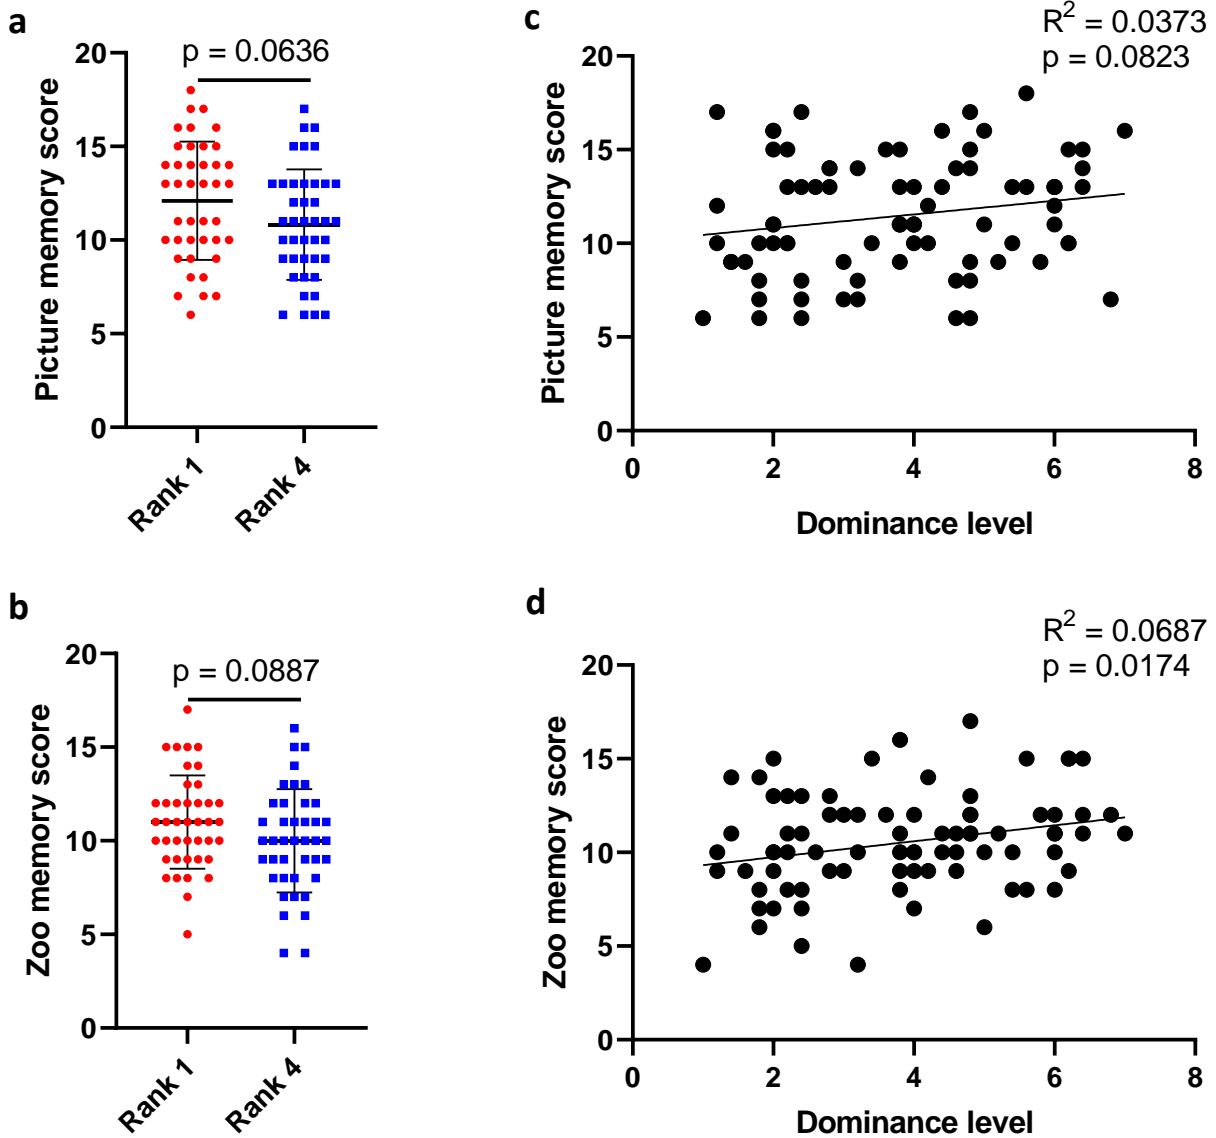 a
p = 0.0636
20
15
10
5
0
Picture memory score
Rank 1
Rank 4
c
R² = 0.0373
p = 0.0823
20
15
10
5
0
Picture memory score
0 2 4 6 8
Dominance level
b
p = 0.0887
20
15
10
5
0
Zoo memory score
Rank 1
Rank 4
d
R² = 0.0687
p = 0.0174
20
15
10
5
0
Zoo memory score
0 2 4 6 8
Dominance level